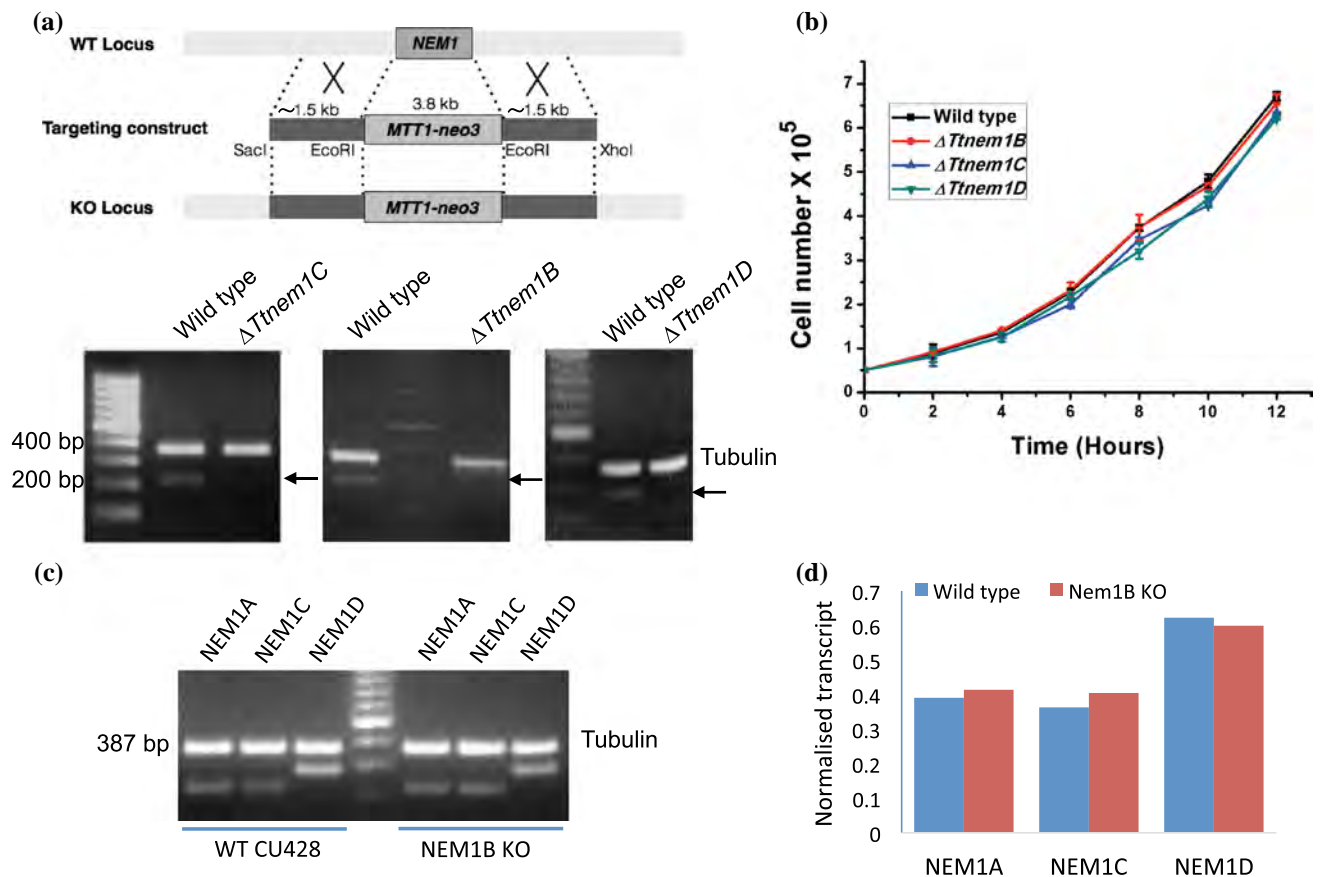 (a)
WT Locus
NEM1
~1.5 kb
3.8 kb
~1.5 kb
Targeting construct
MTT1-neo3
SacI
EcoRI
EcoRI
XhoI
KO Locus
MTT1-neo3
Wild type
ΔTtnem1C
Wild type
ΔTtnem1B
Wild type
ΔTtnem1D
400 bp
200 bp
Tubulin
(b)
Cell number X 10⁵
7
6
5
4
3
2
1
0
Wild type
ΔTtnem1B
ΔTtnem1C
ΔTtnem1D
0 2 4 6 8 10 12
Time (Hours)
(c)
NEM1A
NEM1C
NEM1D
NEM1A
NEM1C
NEM1D
387 bp
Tubulin
WT CU428
NEM1B KO
(d)
Normalised transcript
0.7
0.6
0.5
0.4
0.3
0.2
0.1
0
Wild type
Nem1B KO
NEM1A NEM1C NEM1D